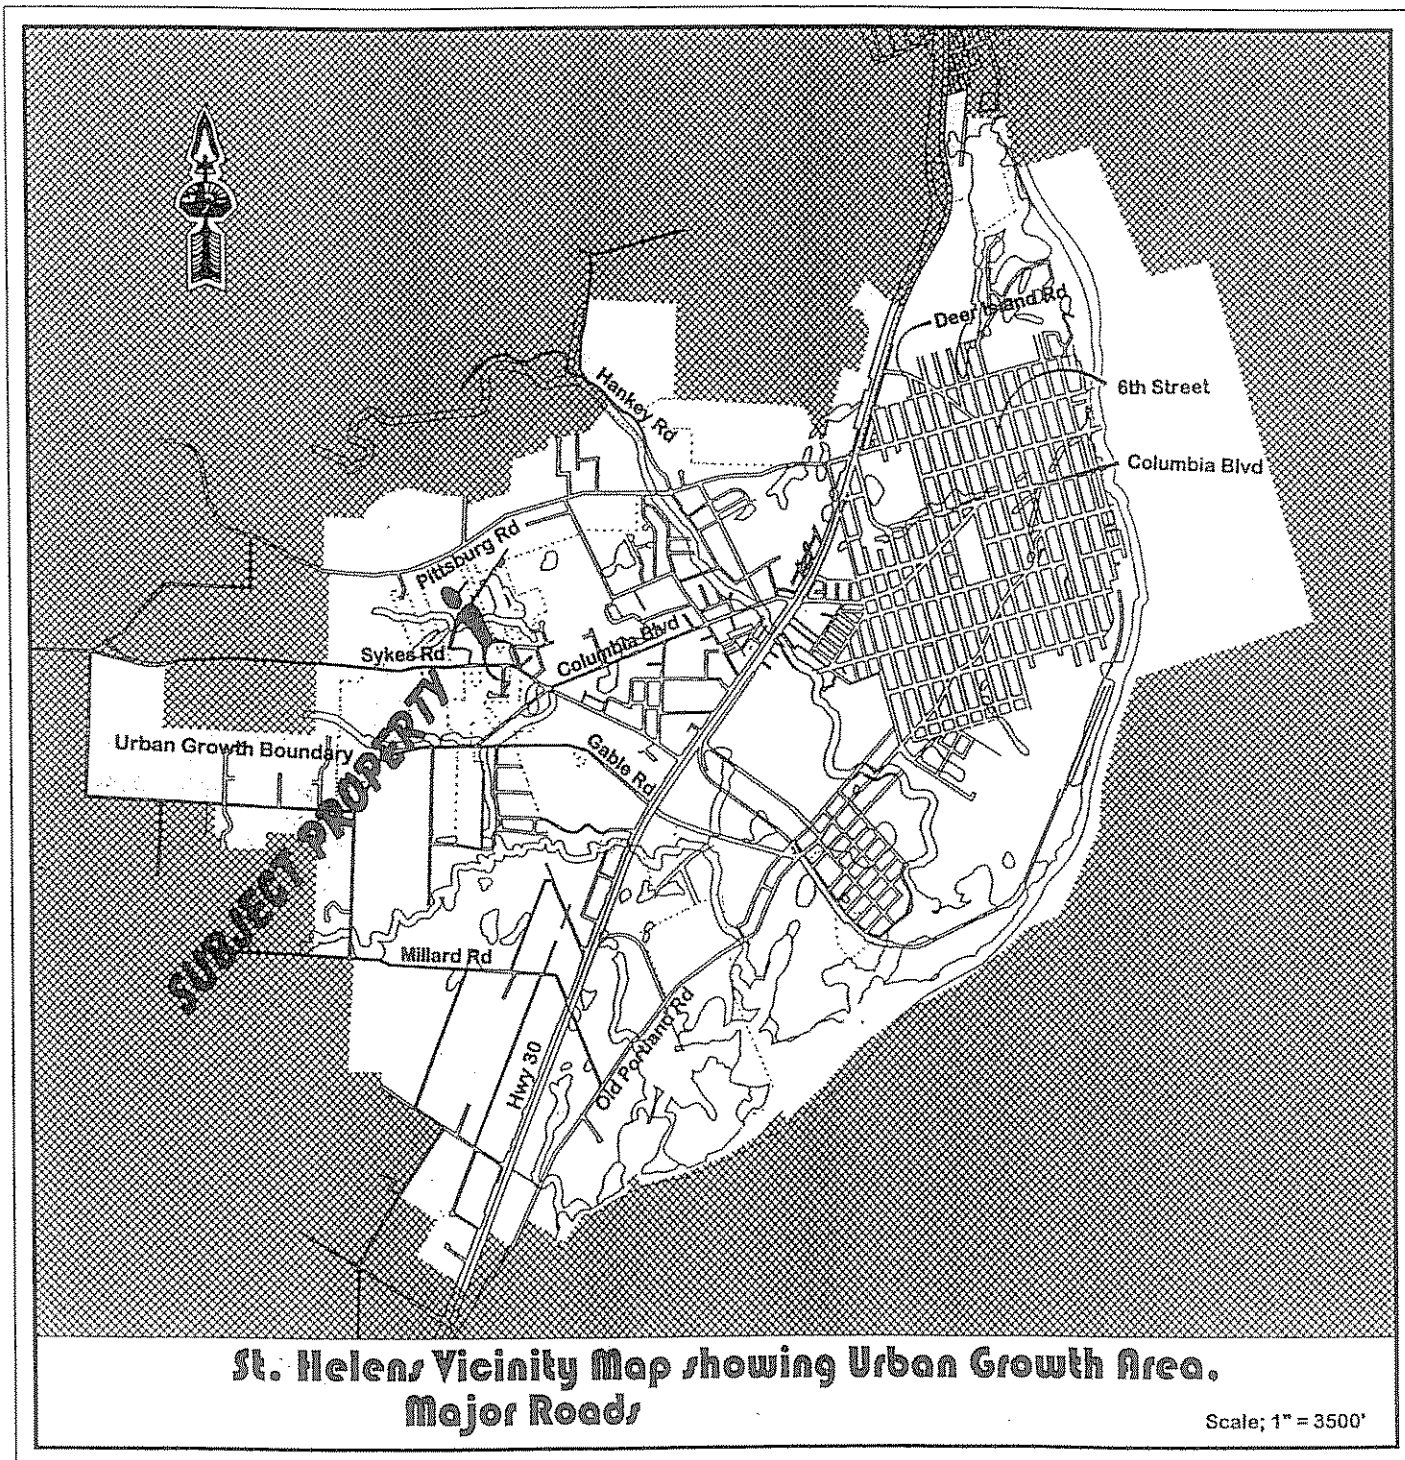 Deer Island Rd
Hankey Rd
6th Street
Columbia Blvd
Pittsburg Rd
Columbia Blvd
Sykes Rd
Urban Growth Boundary
Gable Rd
SUBJECT PROPERTY
Millard Rd
Hwy 30
Old Portland Rd
St. Helens Vicinity Map showing Urban Growth Area,
Major Roads
Scale; 1" = 3500'